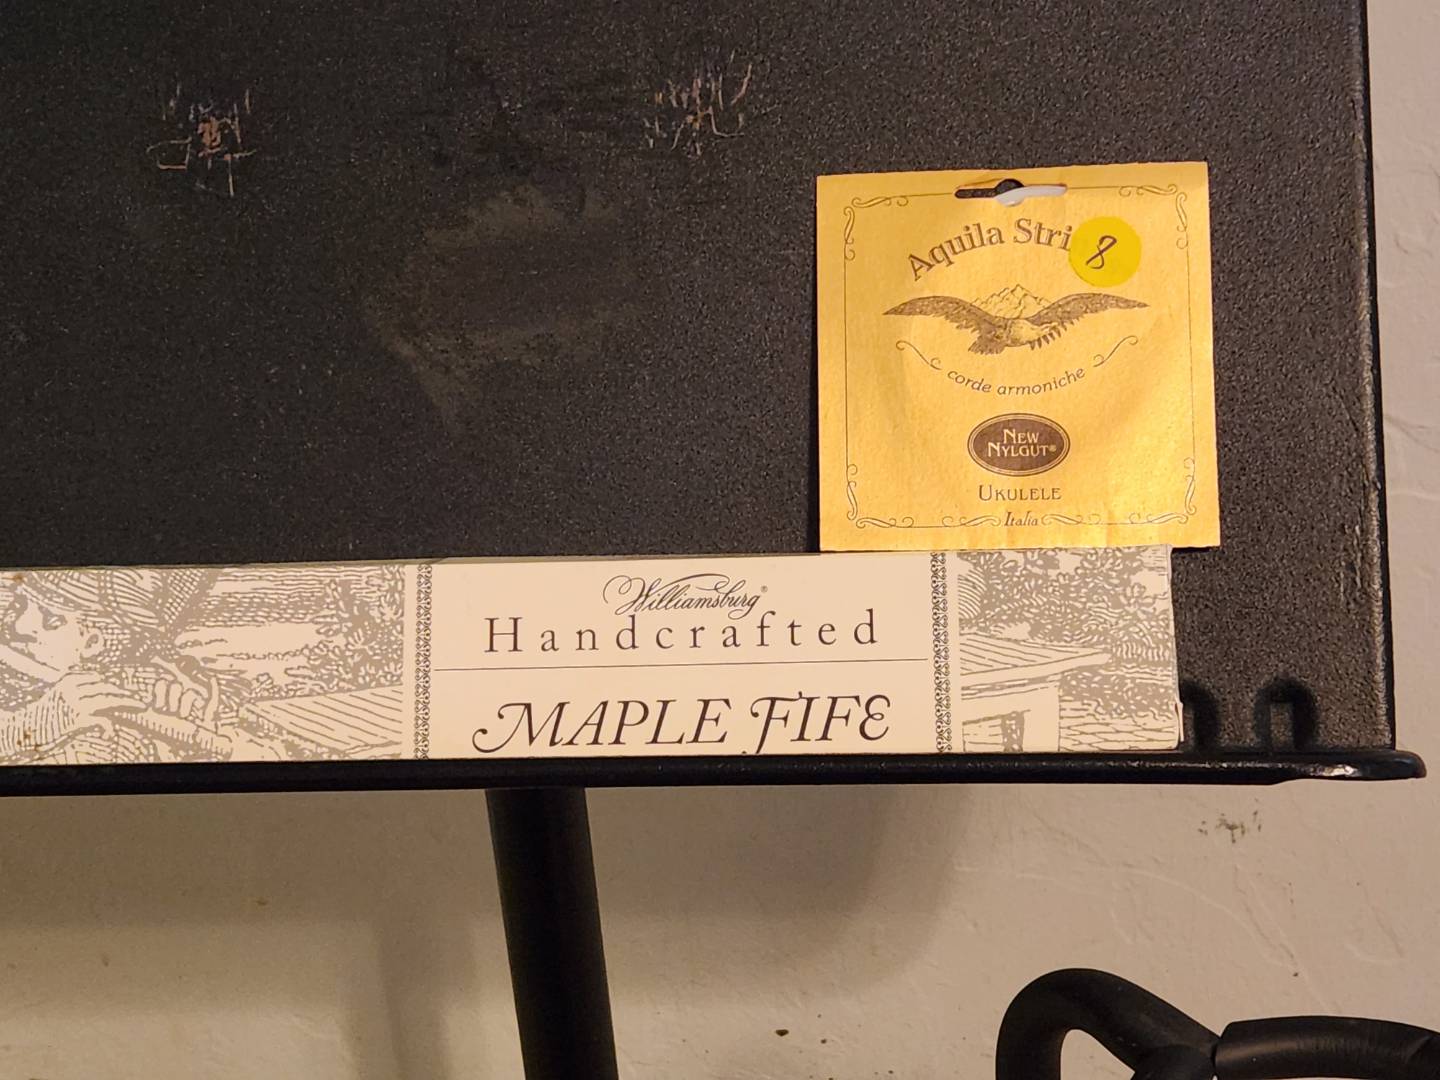 Aquila Stri
8
corde armoniche
New
Nylgut®
Ukulele
Italia
Williamsburg®
Handcrafted
MAPLE FIFE